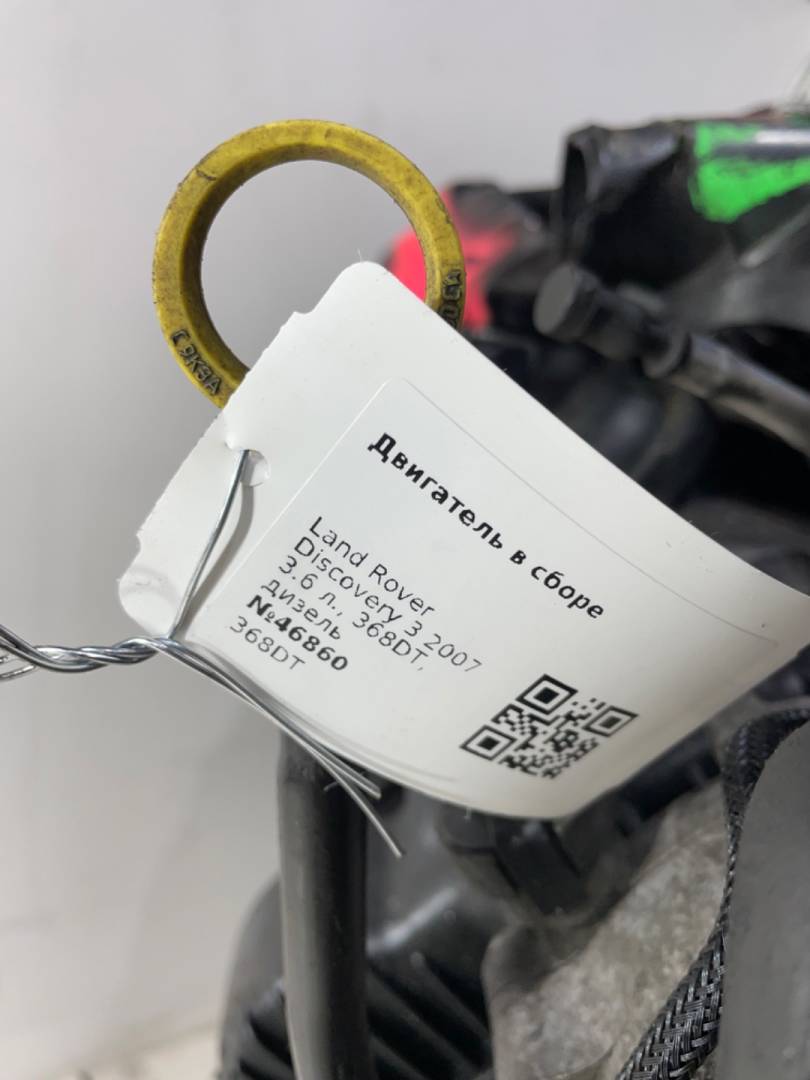 Двигатель в сборе
Land Rover
Discovery 3 2007
3.6 л., 368DT,
дизель
№46860
368DT